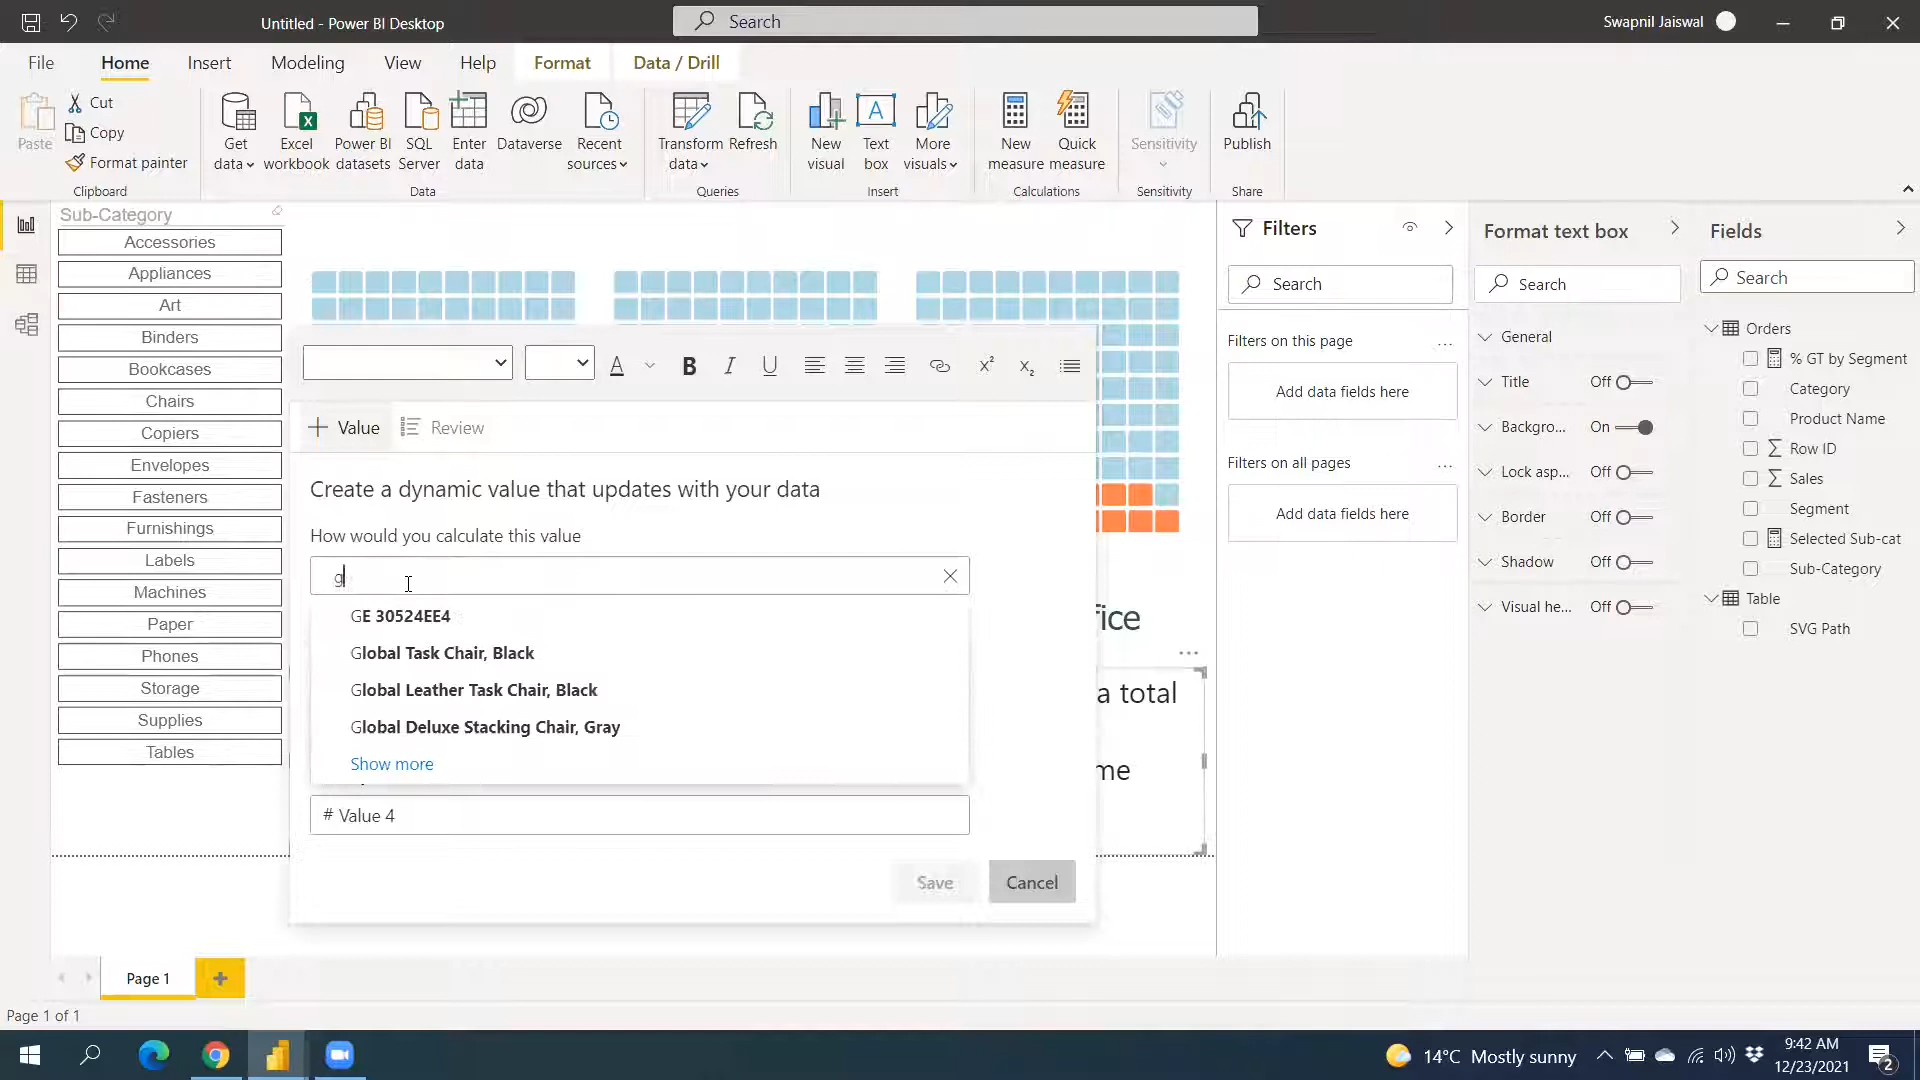 Untitled - Power BI Desktop
Search
Swapnil Jaiswal
File
Home
Insert
Modeling
View
Help
Format
Data / Drill
Paste
Cut
Copy
Format painter
Clipboard
Get data
Excel workbook
Power BI datasets
SQL Server
Enter data
Dataverse
Recent sources
Data
Transform data
Refresh
Queries
New visual
Text box
More visuals
Insert
New measure
Quick measure
Calculations
Sensitivity
Sensitivity
Publish
Share
Sub-Category
Accessories
Appliances
Art
Binders
Bookcases
Chairs
Copiers
Envelopes
Fasteners
Furnishings
Labels
Machines
Paper
Phones
Storage
Supplies
Tables
A
B
I
U
+ Value
Review
Create a dynamic value that updates with your data
How would you calculate this value
g
GE 30524EE4
Global Task Chair, Black
Global Leather Task Chair, Black
Global Deluxe Stacking Chair, Gray
Show more
# Value 4
Save
Cancel
fice
a total
me
Filters
Search
Filters on this page
...
Add data fields here
Filters on all pages
...
Add data fields here
Format text box
Search
General
Title Off
Backgro... On
Lock asp... Off
Border Off
Shadow Off
Visual he... Off
Fields
Search
Orders
% GT by Segment
Category
Product Name
Row ID
Sales
Segment
Selected Sub-cat
Sub-Category
Table
SVG Path
Page 1
+
Page 1 of 1
14°C Mostly sunny
9:42 AM
12/23/2021
2